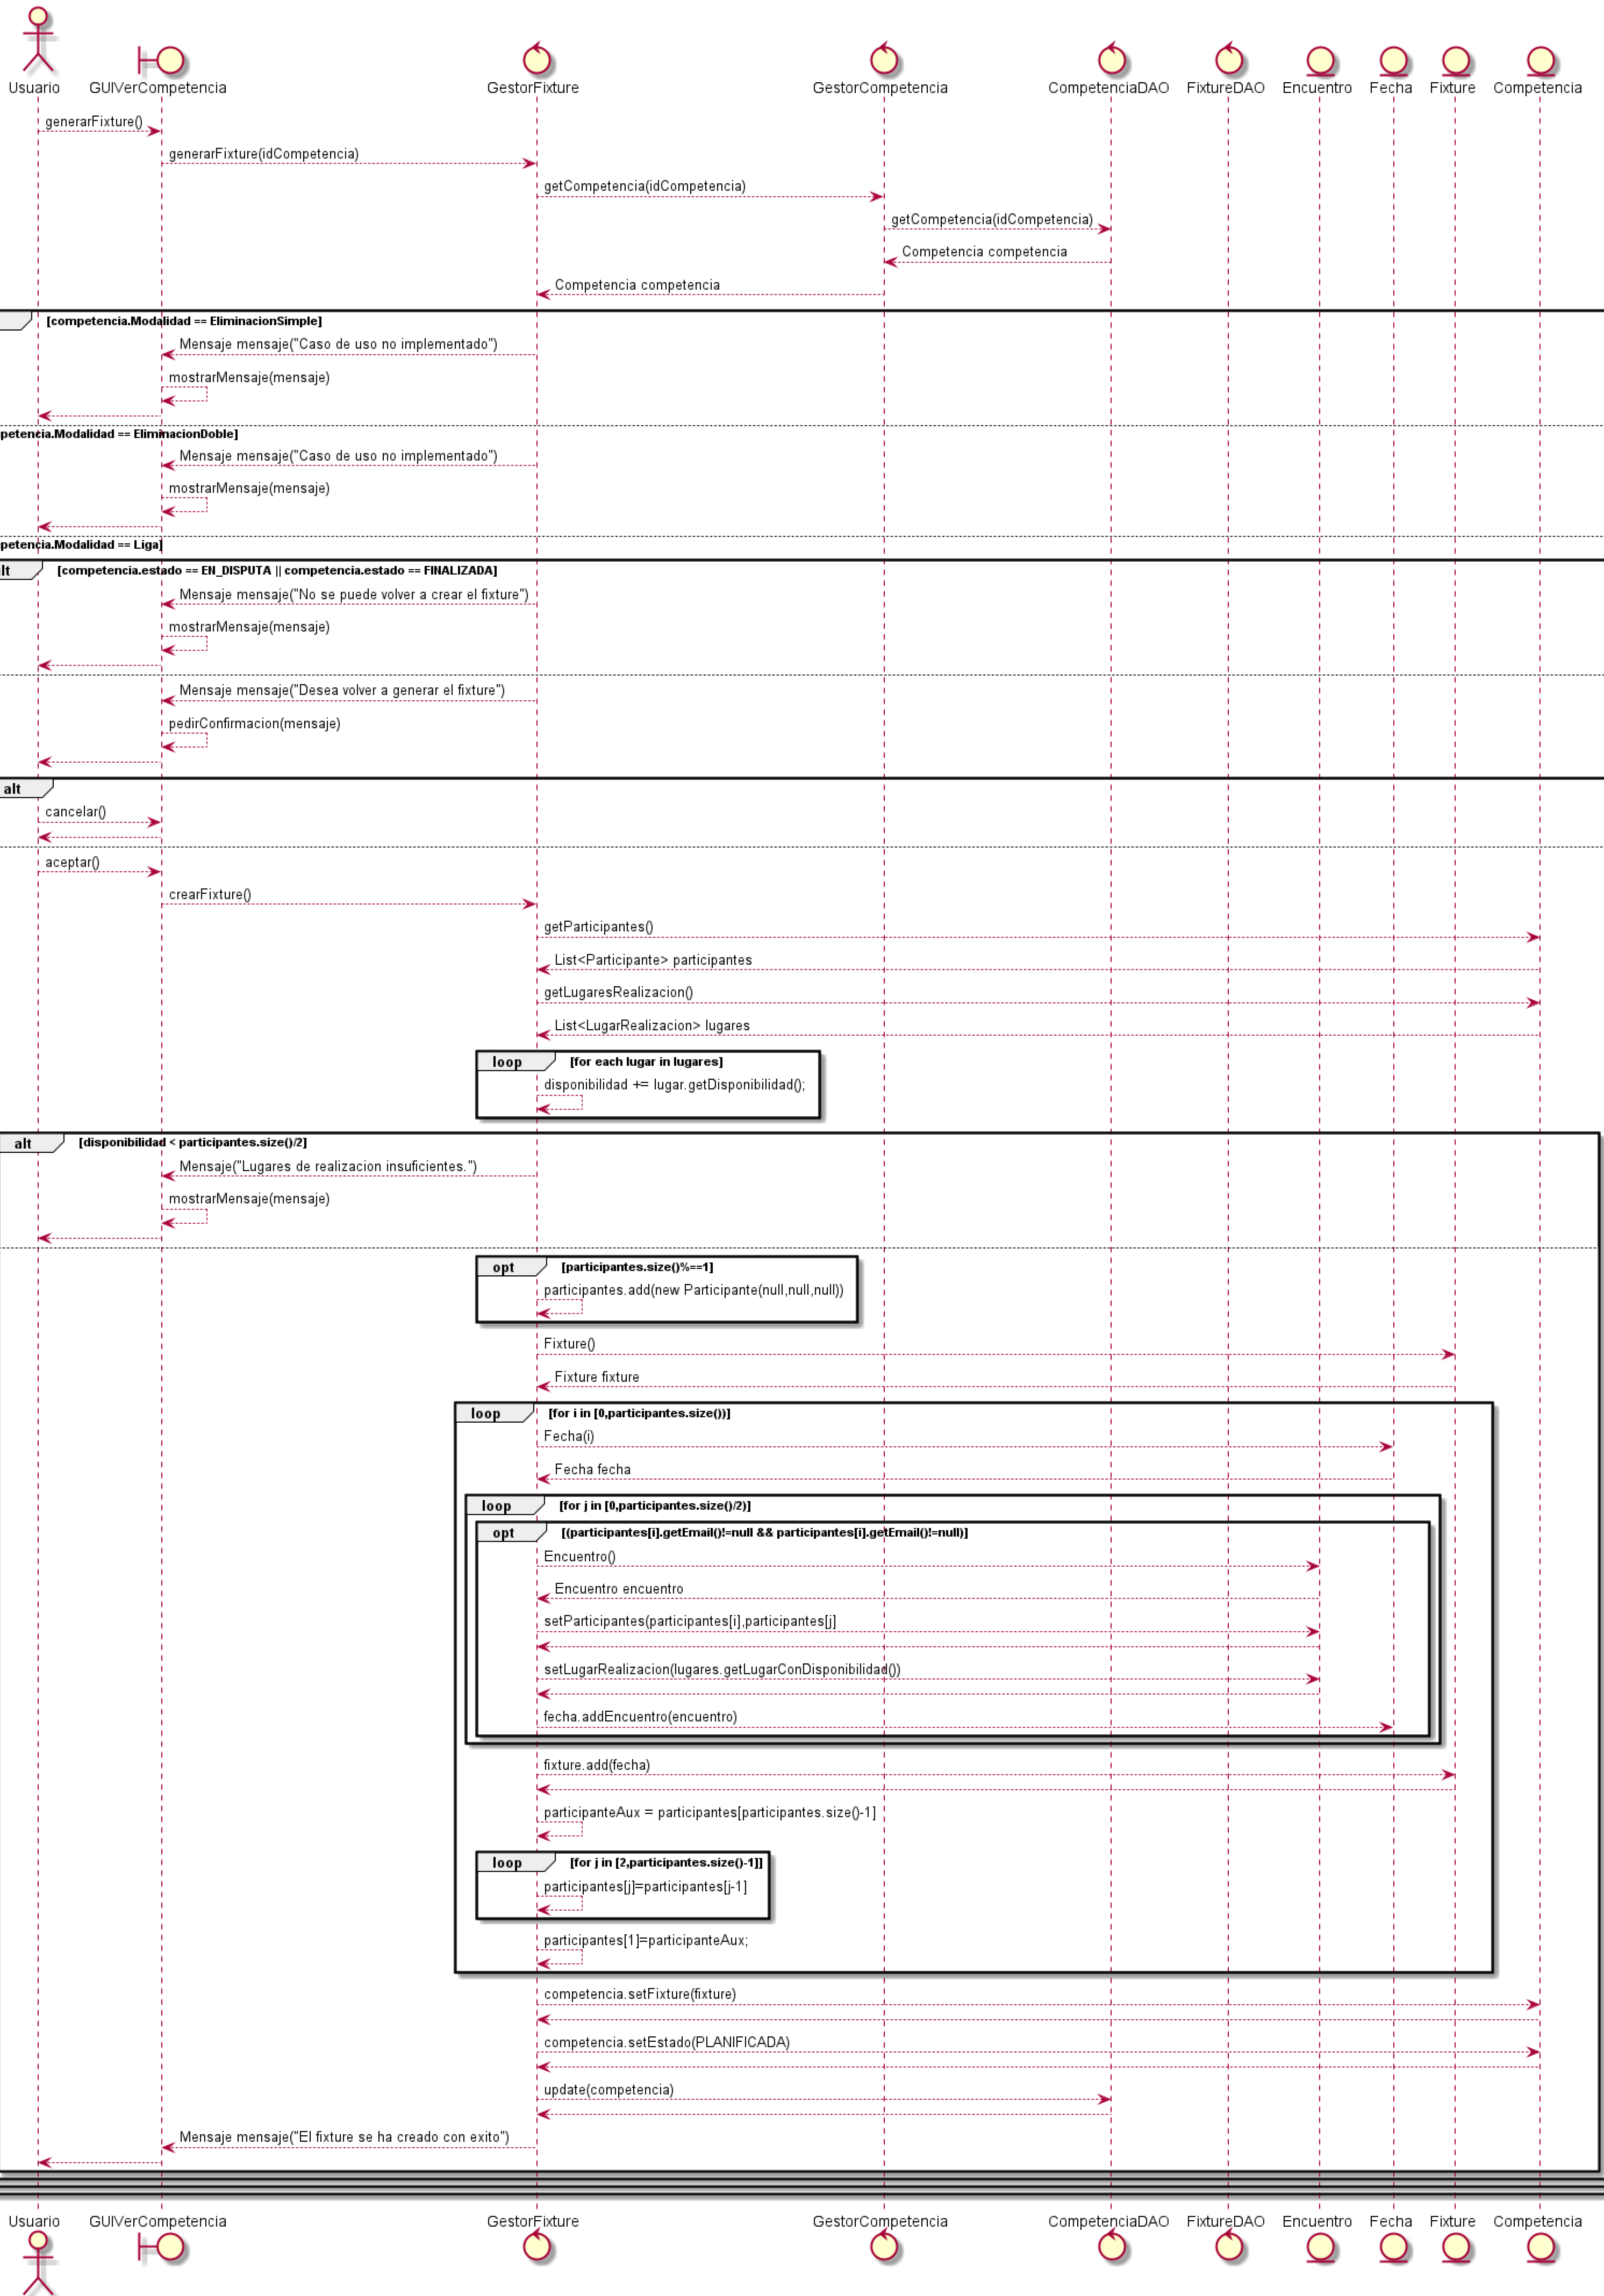 Usuario GUIVerCompetencia GestorFixture GestorCompetencia CompetenciaDAO FixtureDAO Encuentro Fecha Fixture Competencia
generarFixture()
generarFixture(idCompetencia)
getCompetencia(idCompetencia)
getCompetencia(idCompetencia)
Competencia competencia
Competencia competencia
[competencia.Modalidad == EliminacionSimple]
Mensaje mensaje("Caso de uso no implementado")
mostrarMensaje(mensaje)
petencia.Modalidad == EliminacionDoble]
Mensaje mensaje("Caso de uso no implementado")
mostrarMensaje(mensaje)
petencia.Modalidad == Liga]
lt [competencia.estado == EN_DISPUTA || competencia.estado == FINALIZADA]
Mensaje mensaje("No se puede volver a crear el fixture")
mostrarMensaje(mensaje)
Mensaje mensaje("Desea volver a generar el fixture")
pedirConfirmacion(mensaje)
alt
cancelar()
aceptar()
crearFixture()
getParticipantes()
List<Participante> participantes
getLugaresRealizacion()
List<LugarRealizacion> lugares
loop [for each lugar in lugares]
disponibilidad += lugar.getDisponibilidad();
alt [disponibilidad < participantes.size()/2]
Mensaje("Lugares de realizacion insuficientes.")
mostrarMensaje(mensaje)
opt [participantes.size()%==1]
participantes.add(new Participante(null,null,null))
Fixture()
Fixture fixture
loop [for i in [0,participantes.size())]
Fecha(i)
Fecha fecha
loop [for j in [0,participantes.size()/2)]
opt [(participantes[i].getEmail()!=null && participantes[i].getEmail()!=null)]
Encuentro()
Encuentro encuentro
setParticipantes(participantes[i],participantes[j]
setLugarRealizacion(lugares.getLugarConDisponibilidad())
fecha.addEncuentro(encuentro)
fixture.add(fecha)
participanteAux = participantes[participantes.size()-1]
loop [for j in [2,participantes.size()-1]]
participantes[j]=participantes[j-1]
participantes[1]=participanteAux;
competencia.setFixture(fixture)
competencia.setEstado(PLANIFICADA)
update(competencia)
Mensaje mensaje("El fixture se ha creado con exito")
Usuario GUIVerCompetencia GestorFixture GestorCompetencia CompetenciaDAO FixtureDAO Encuentro Fecha Fixture Competencia